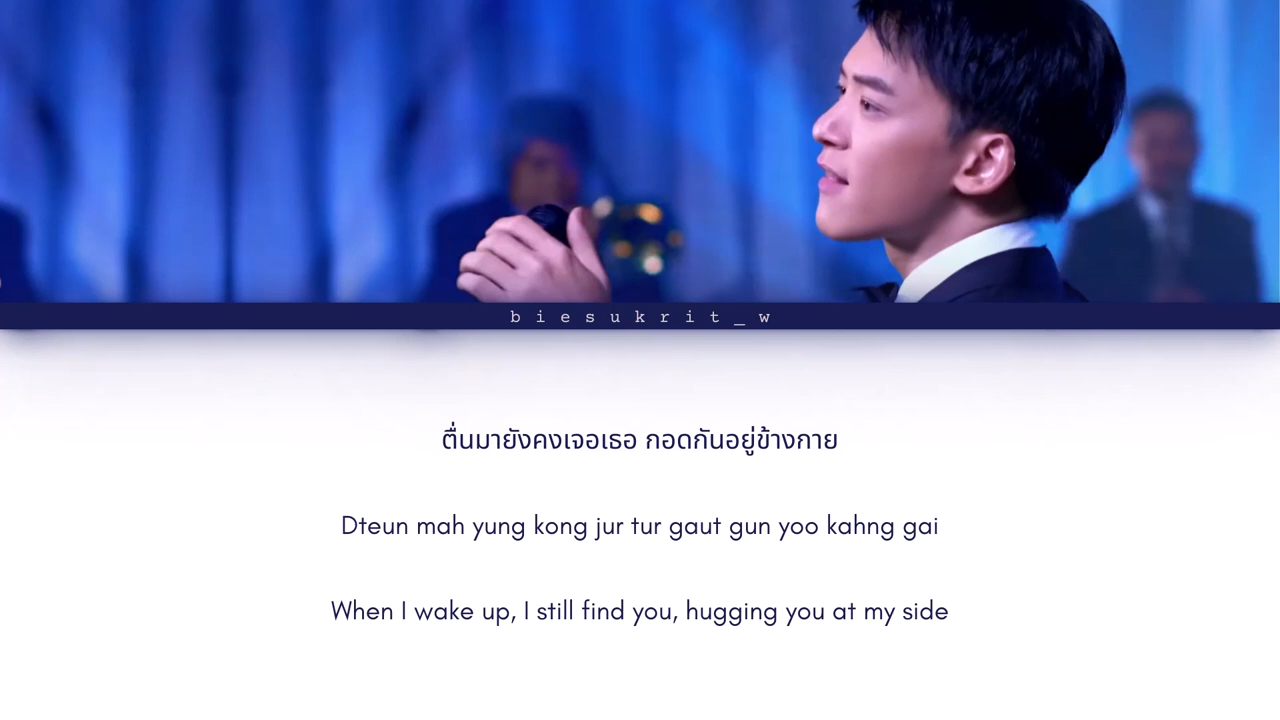 b i e s u k r i t _ w
ตื่นมายังคงเจอเธอ กอดกันอยู่ข้างกาย
Dteun mah yung kong jur tur gaut gun yoo kahng gai
When I wake up, I still find you, hugging you at my side